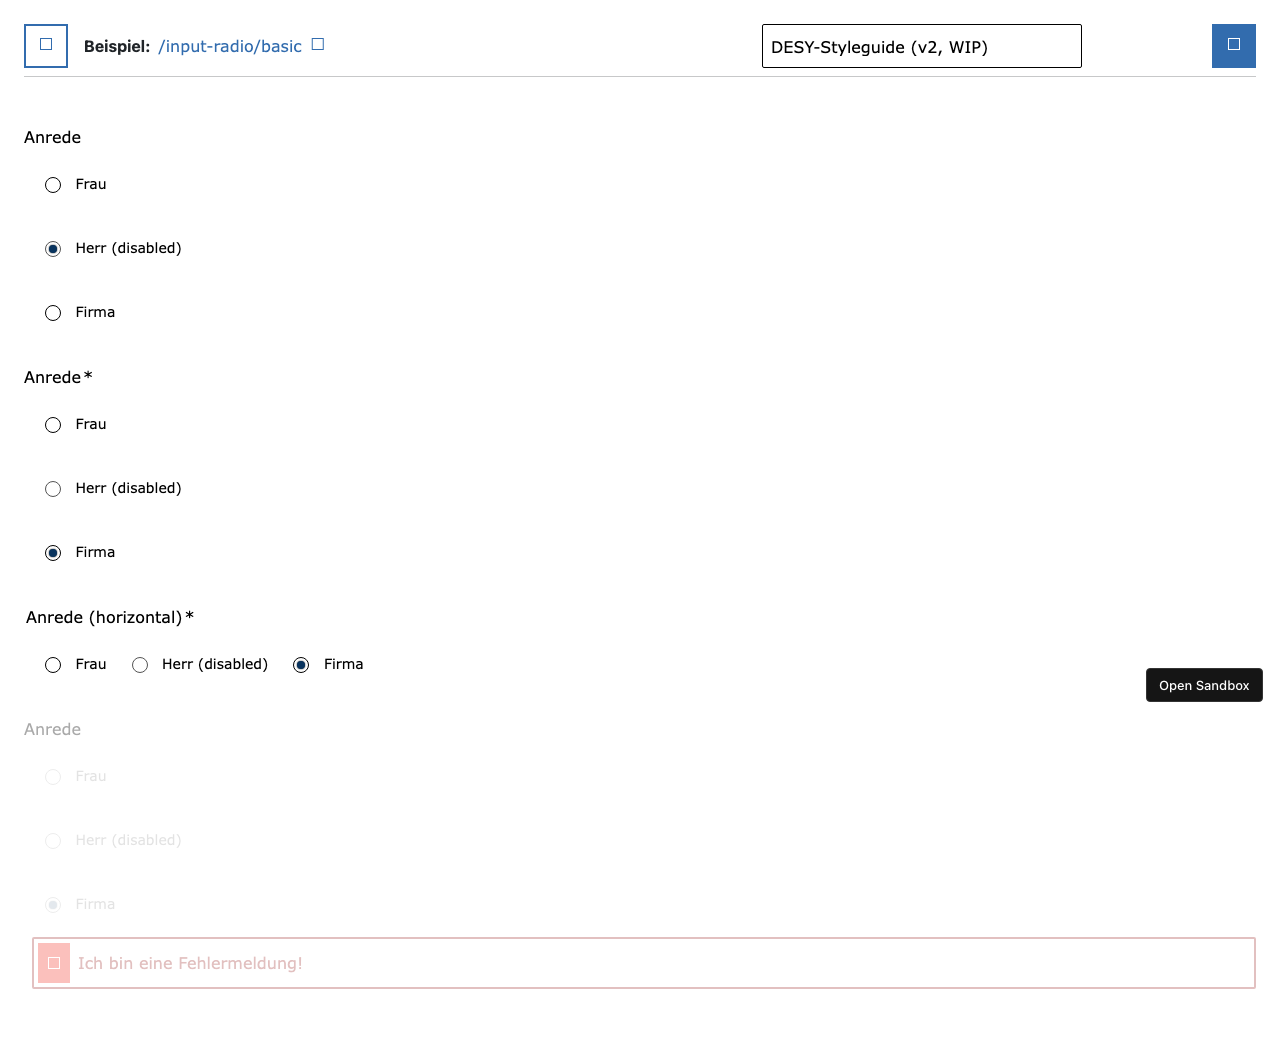 Beispiel: /input-radio/basic
DESY-Styleguide (v2, WIP)
Anrede
Frau
Herr (disabled)
Firma
Anrede*
Frau
Herr (disabled)
Firma
Anrede (horizontal)*
Frau Herr (disabled) Firma
Open Sandbox
Anrede
Frau
Herr (disabled)
Firma
Ich bin eine Fehlermeldung!